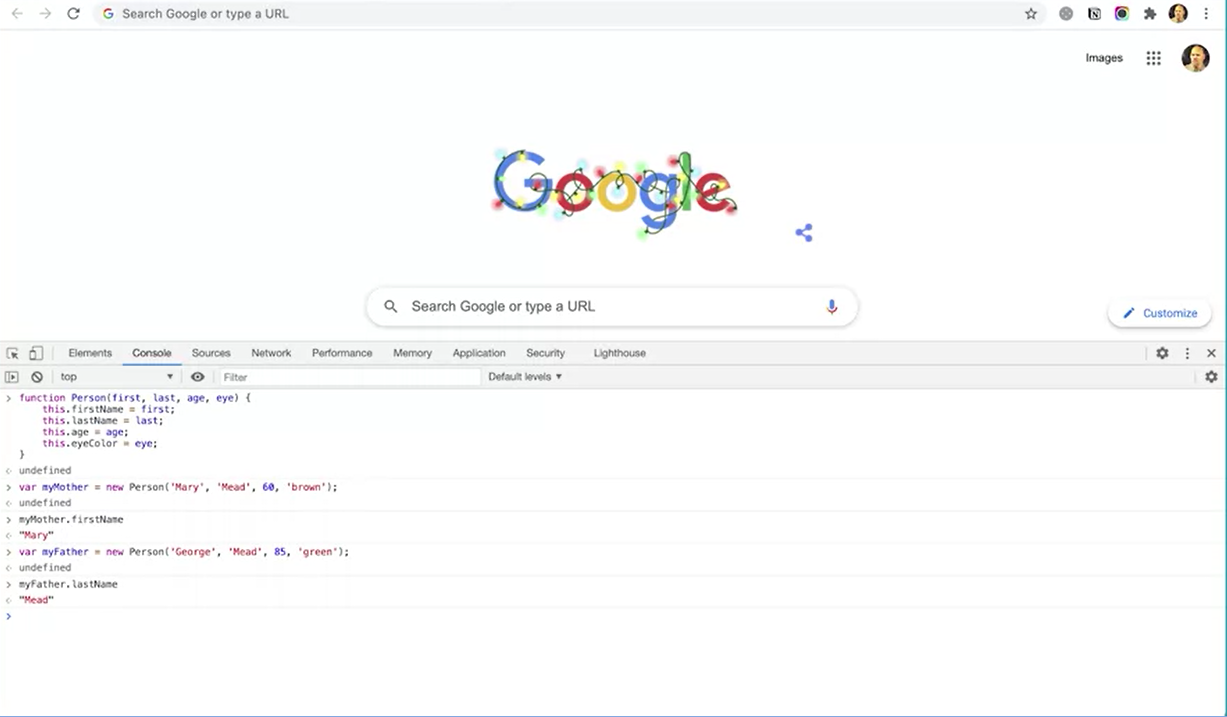 Search Google or type a URL
Images
Google
Search Google or type a URL
Customize
Elements Console Sources Network Performance Memory Application Security Lighthouse
top Filter Default levels
function Person(first, last, age, eye) {
this.firstName = first;
this.lastName = last;
this.age = age;
this.eyeColor = eye;
}
undefined
var myMother = new Person('Mary', 'Mead', 60, 'brown');
undefined
myMother.firstName
"Mary"
var myFather = new Person('George', 'Mead', 85, 'green');
undefined
myFather.lastName
"Mead"